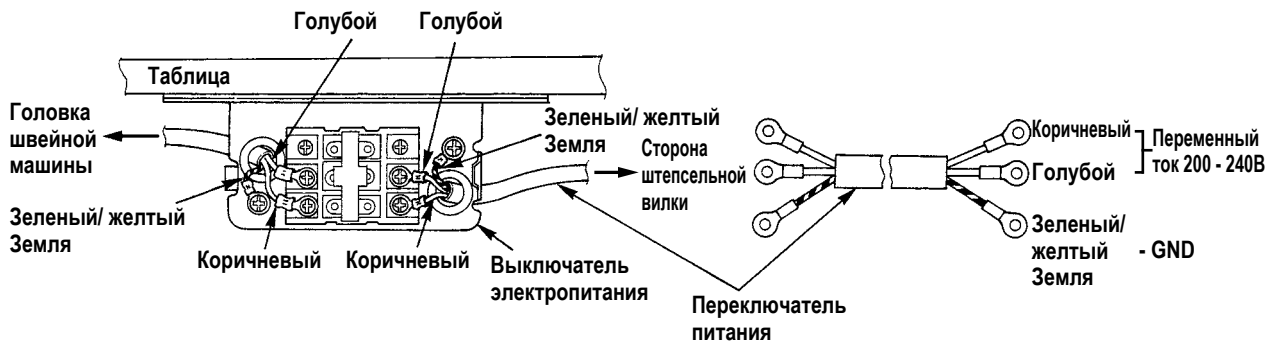 Голубой
Голубой
Таблица
Головка
швейной
машины
Зеленый/ желтый
Земля
Сторона
штепсельной
вилки
Зеленый/ желтый
Земля
Коричневый
Коричневый
Выключатель
электропитания
Переключатель
питания
Коричневый
Голубой
Переменный
ток 200 - 240В
Зеленый/
желтый
Земля
- GND